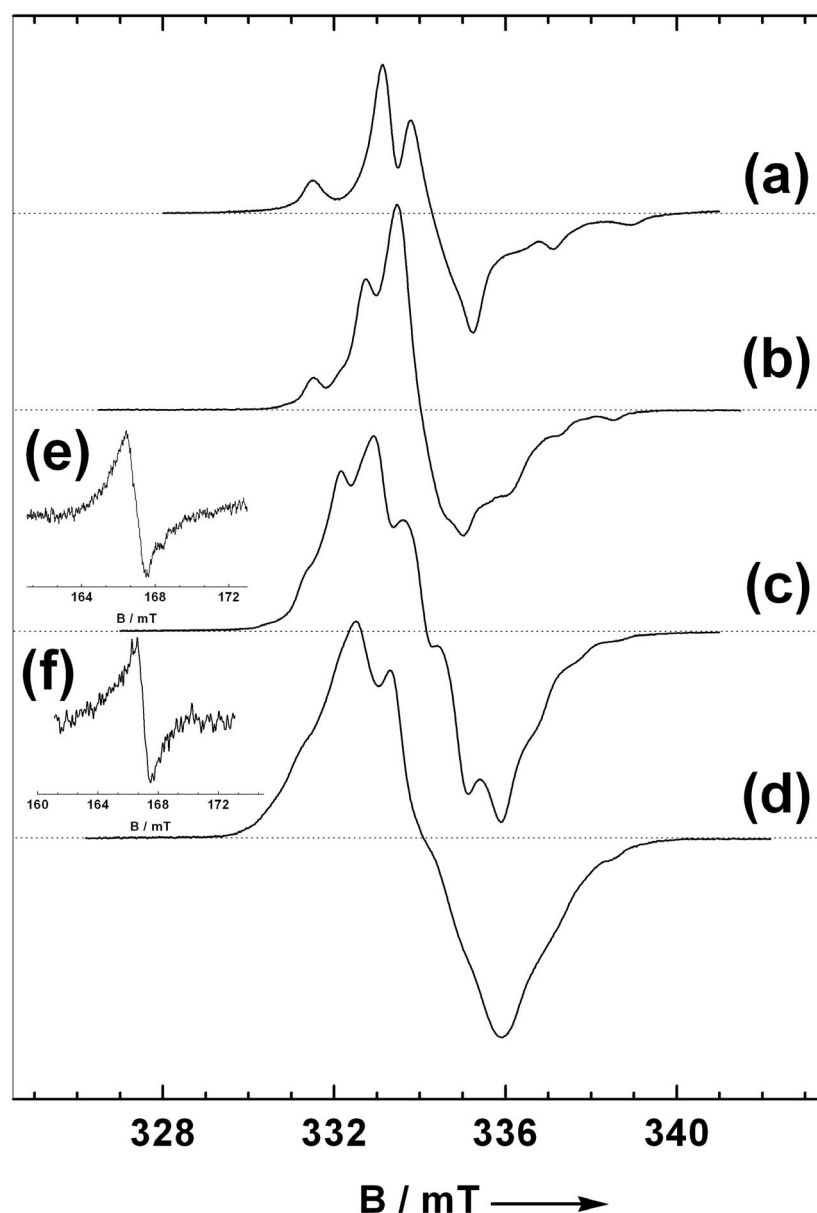 (a)
(b)
(e)
164 168 172
B / mT
(c)
(f)
160 164 168 172
B / mT
(d)
328 332 336 340
B / mT